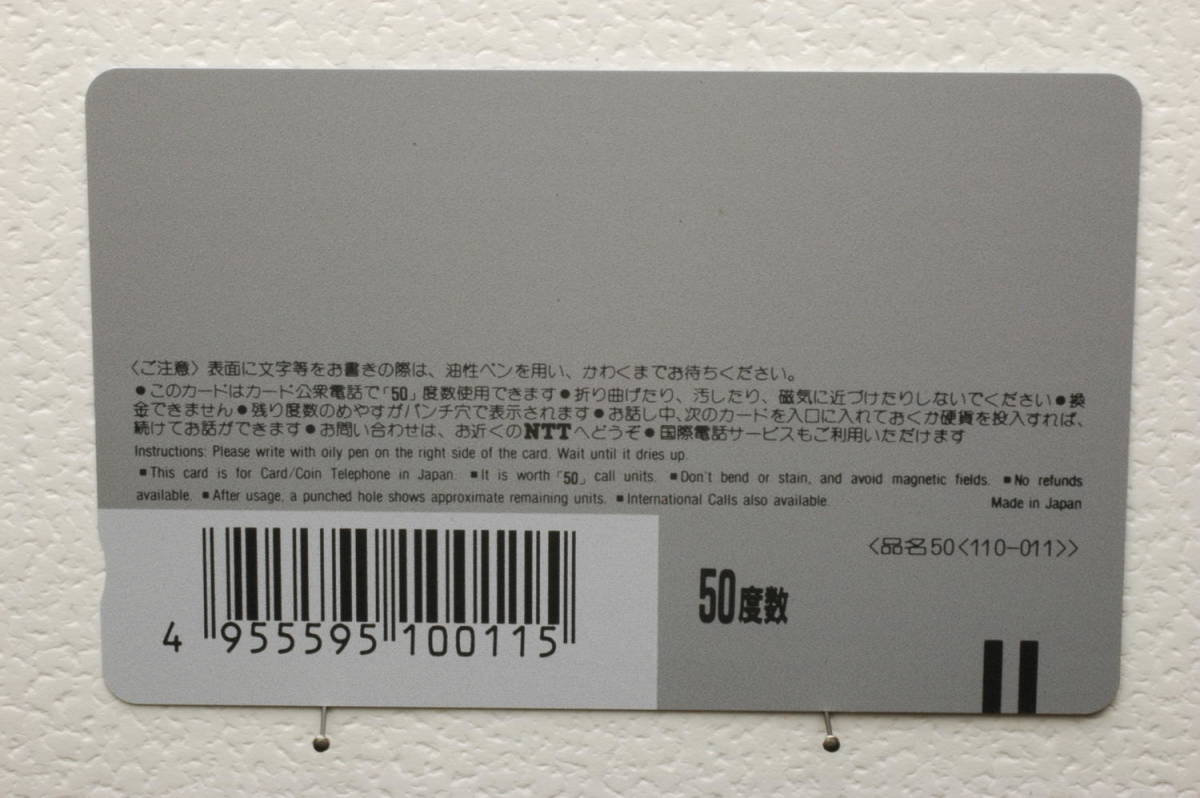 〈ご注意〉表面に文字等をお書きの際は、油性ペンを用い、かわくまでお待ちください。
●このカードはカード公衆電話で「50」度数使用できます●折り曲げたり、汚したり、磁気に近づけたりしないでください●換
金できません●残り度数のめやすがパンチ穴で表示されます●お話し中、次のカードを入口に入れておくか硬貨を投入すれば、
続けてお話ができます●お問い合わせは、お近くのNTTへどうぞ●国際電話サービスもご利用いただけます
Instructions: Please write with oily pen on the right side of the card. Wait until it dries up.
■This card is for Card/Coin Telephone in Japan. ■It is worth「50」call units. ■Don't bend or stain, and avoid magnetic fields. ■No refunds
available. ■After usage, a punched hole shows approximate remaining units. ■International Calls also available. Made in Japan
〈品名50〈110-011〉〉
50度数
4 955595 100115